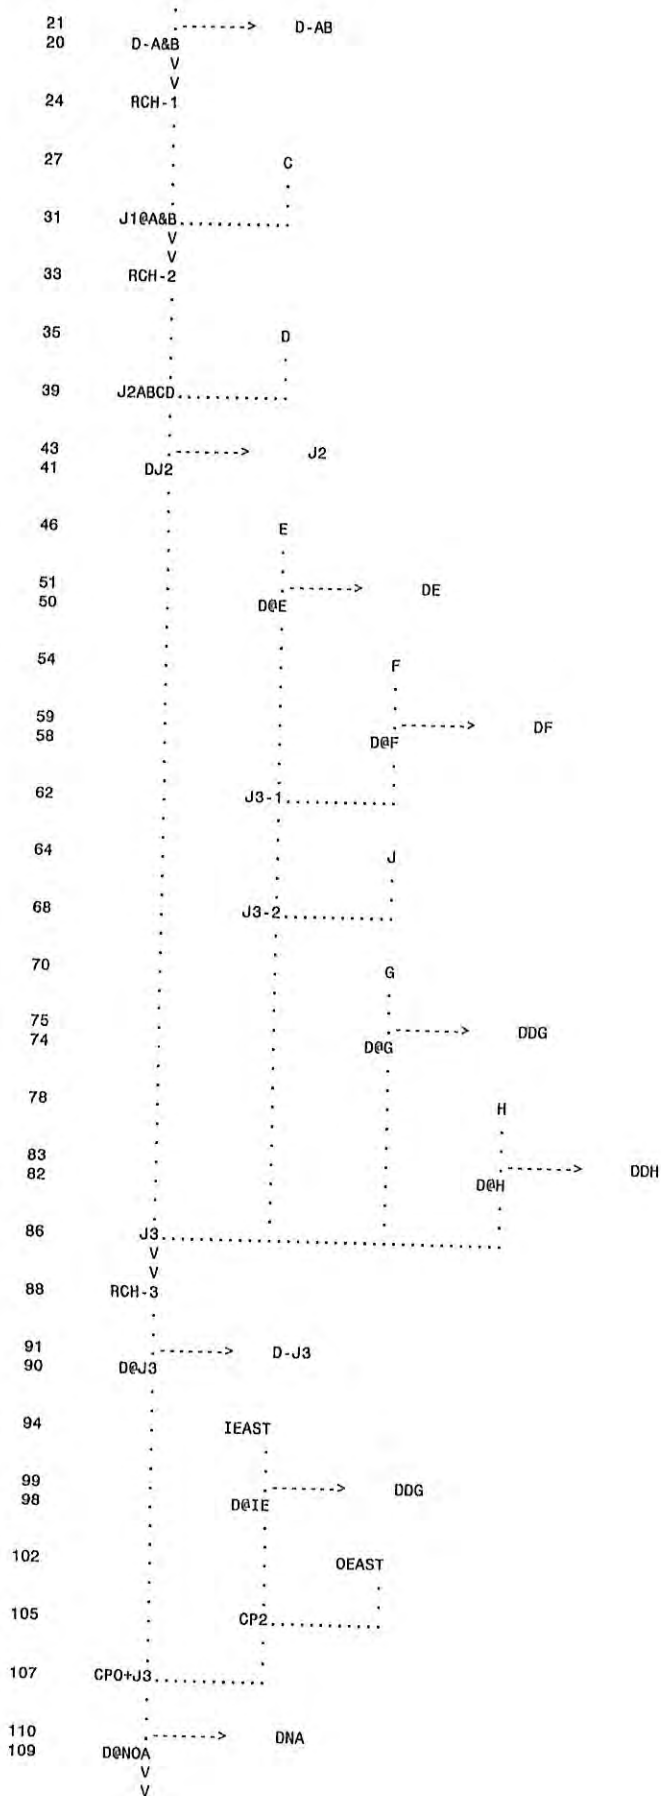 21 .-------> D-AB
20 D-A&B
V
V
24 RCH-1
27 C
31 J1@A&B............
V
V
33 RCH-2
35 D
39 J2ABCD............
43 .-------> J2
41 DJ2
46 E
51 .-------> DE
50 D@E
54 F
59 .-------> DF
58 D@F
62 J3-1............
64 J
68 J3-2............
70 G
75 .-------> DDG
74 D@G
78 H
83 .-------> DDH
82 D@H
86 J3....................................
V
V
88 RCH-3
91 .-------> D-J3
90 D@J3
94 IEAST
99 .-------> DDG
98 D@IE
102 OEAST
105 CP2............
107 CPO+J3............
110 .-------> DNA
109 D@NOA
V
V